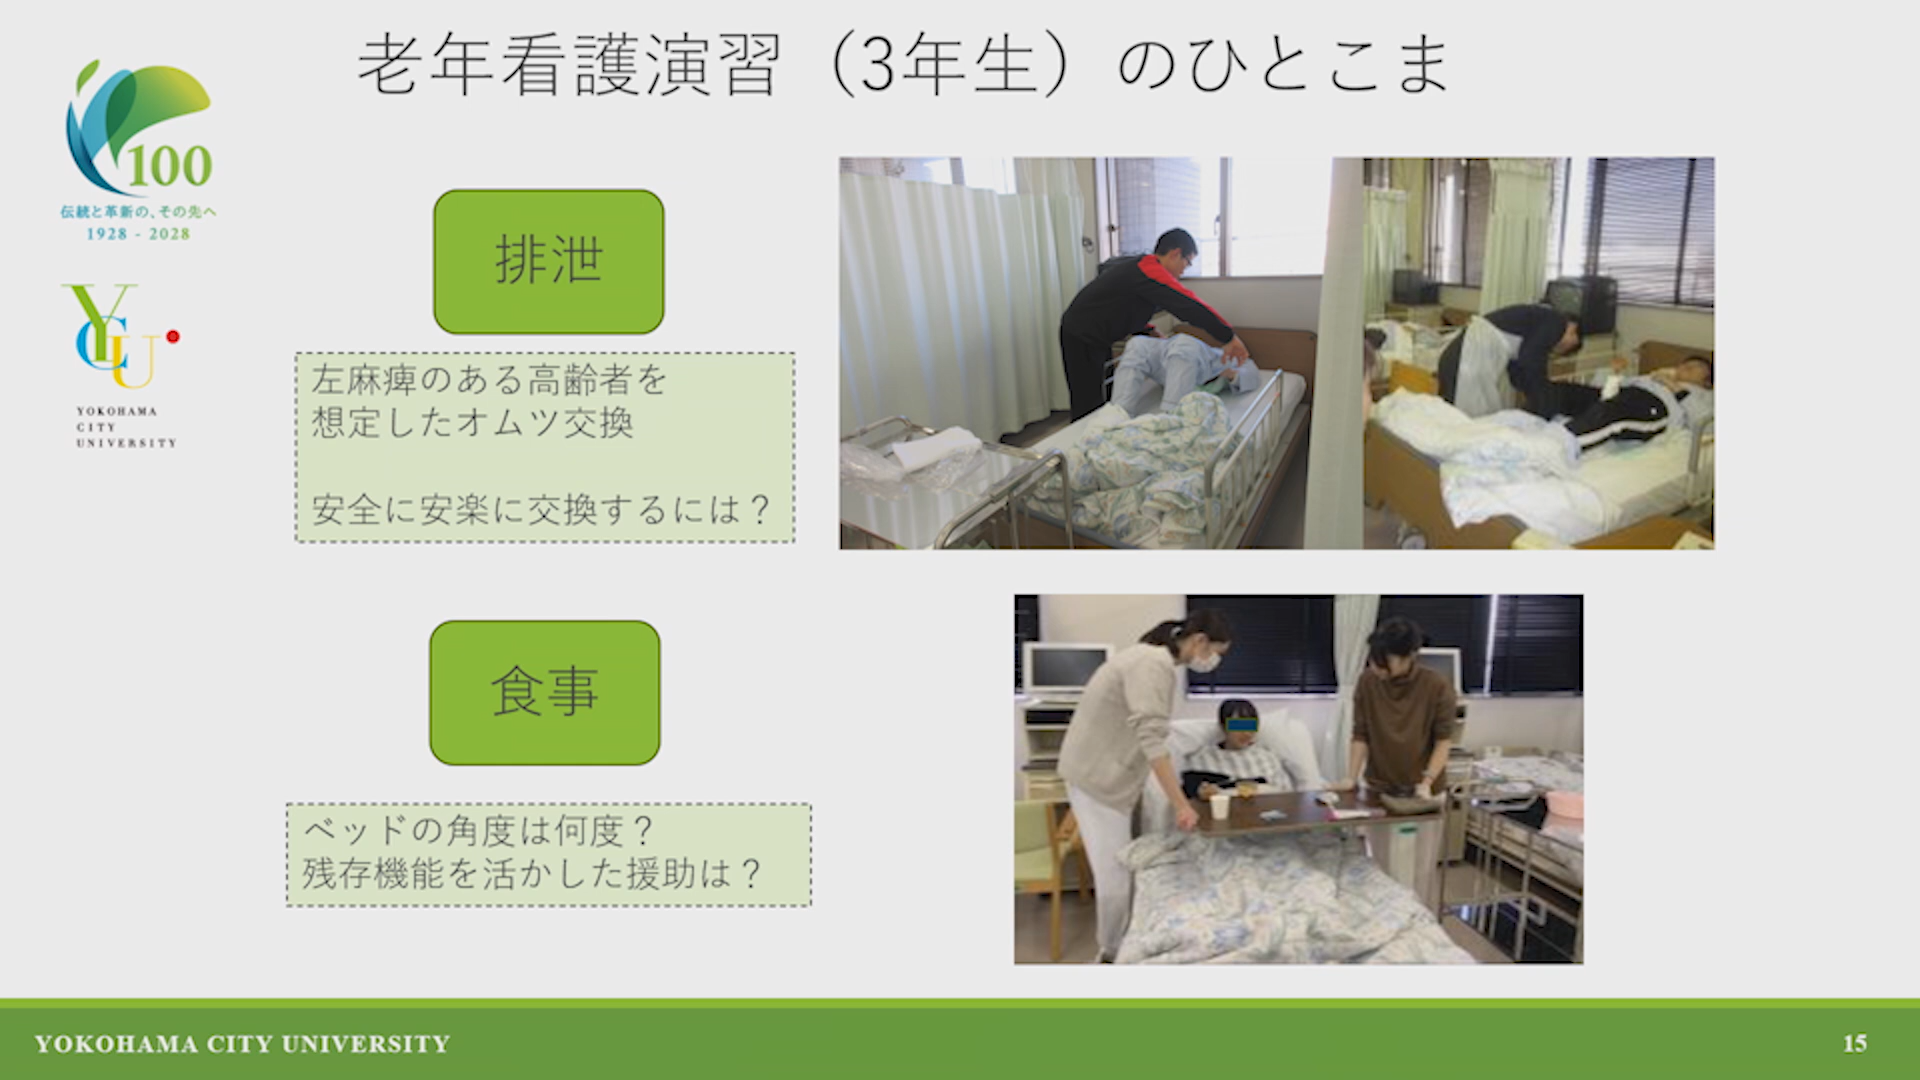 老年看護演習（3年生）のひとこま
100
伝統と革新の、その先へ
1928 - 2028
YCU
YOKOHAMA
CITY
UNIVERSITY
排泄
左麻痺のある高齢者を
想定したオムツ交換
安全に安楽に交換するには？
食事
ベッドの角度は何度？
残存機能を活かした援助は？
YOKOHAMA CITY UNIVERSITY
15